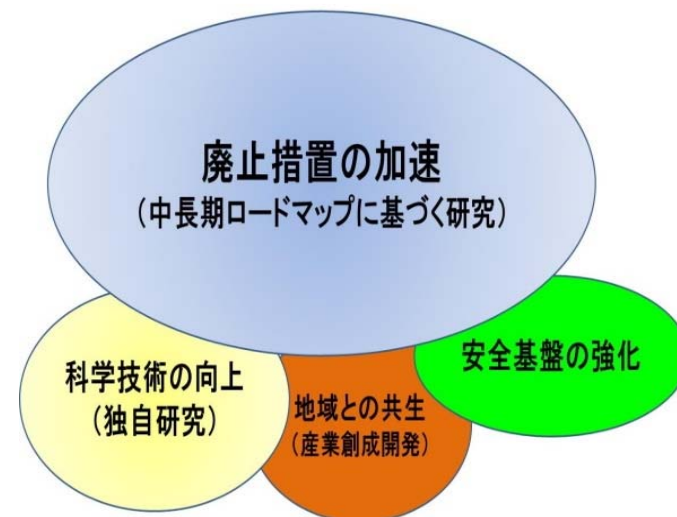 廃止措置の加速
（中長期ロードマップに基づく研究）
科学技術の向上
（独自研究）
地域との共生
（産業創成開発）
安全基盤の強化